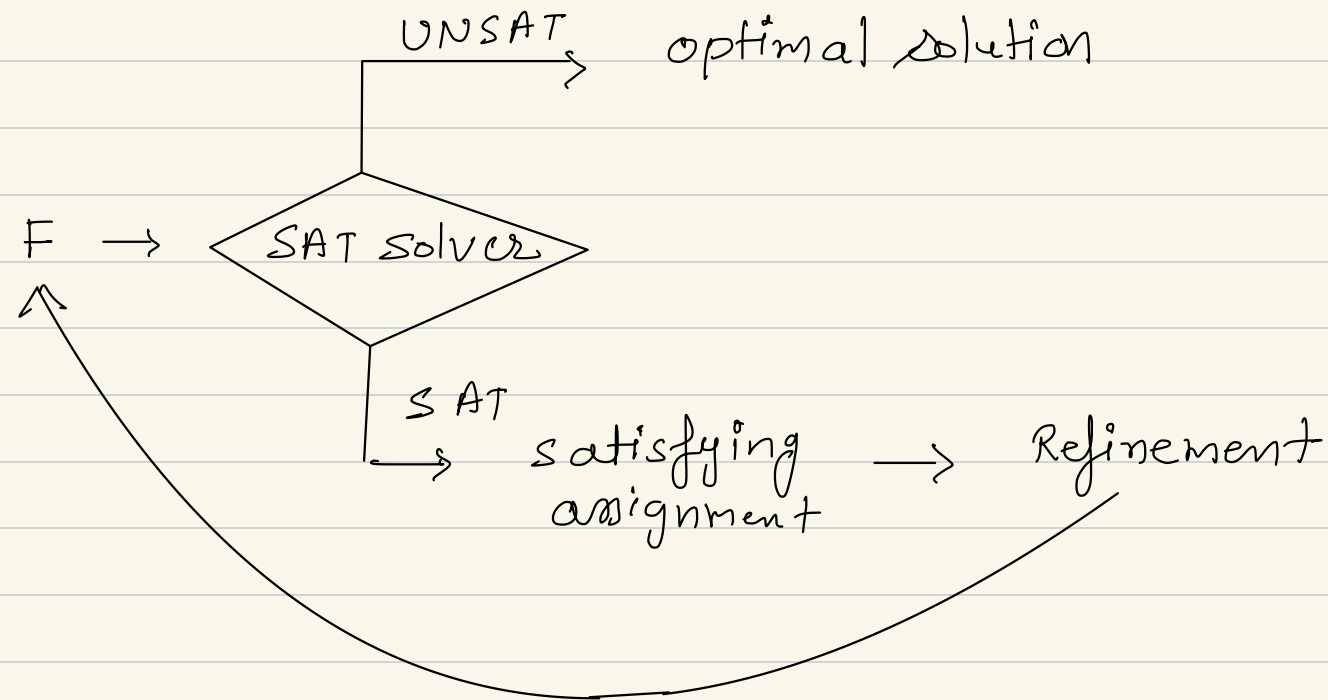 UNSAT
optimal solution
F → SAT solver
SAT
satisfying → Refinement
assignment